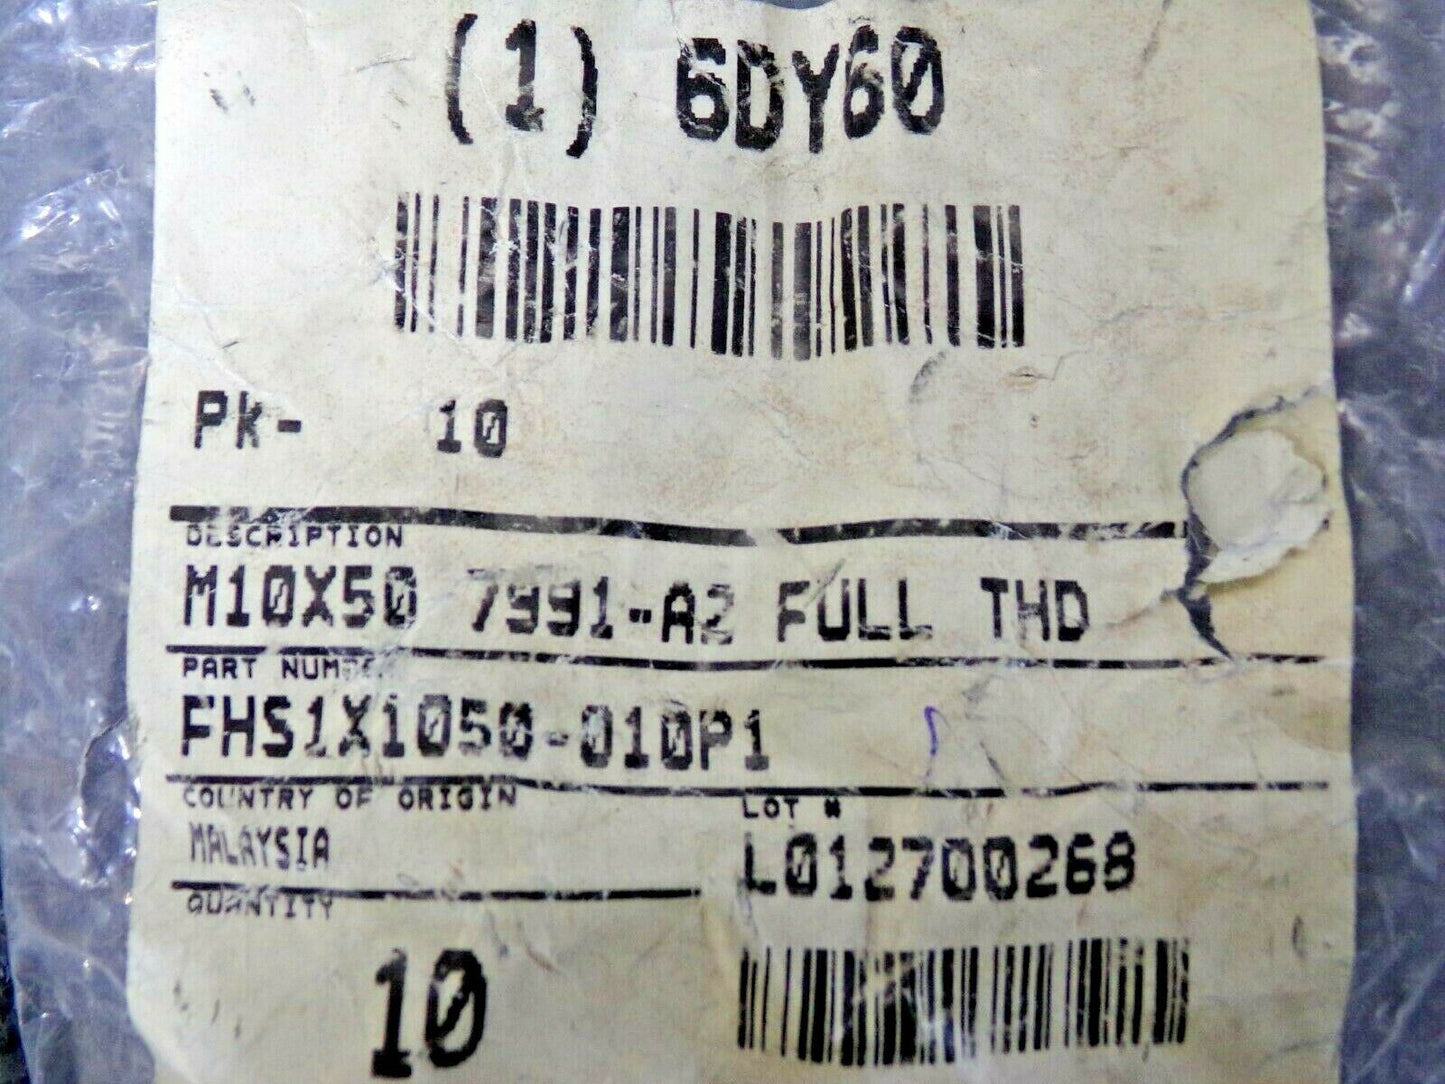 (1) 6DY60
PK- 10
DESCRIPTION
M10X50 7991-A2 FULL THD
PART NUMBER
FHS1X1050-010P1
COUNTRY OF ORIGIN
MALAYSIA
LOT #
L012700268
QUANTITY
10